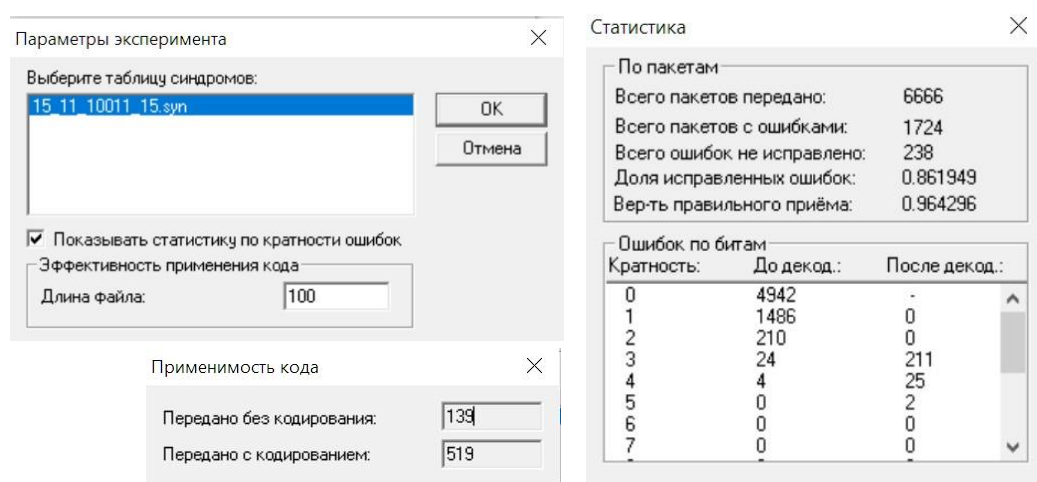 Параметры эксперимента
Выберите таблицу синдромов:
15_11_10011_15.syn
OK
Отмена
Показывать статистику по кратности ошибок
Эффективность применения кода
Длина файла: 100
Применимость кода
Передано без кодирования: 139
Передано с кодированием: 519
Статистика
По пакетам
Всего пакетов передано: 6666
Всего пакетов с ошибками: 1724
Всего ошибок не исправлено: 238
Доля исправленных ошибок: 0.861949
Вер-ть правильного приёма: 0.964296
Ошибок по битам
Кратность: До декод.: После декод.:
0 4942 -
1 1486 0
2 210 0
3 24 211
4 4 25
5 0 2
6 0 0
7 0 0